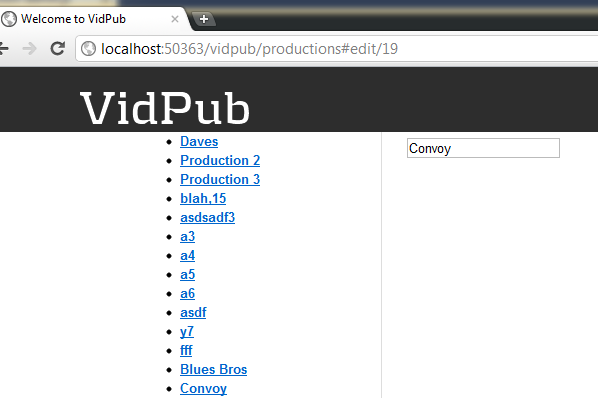 Welcome to VidPub
localhost:50363/vidpub/productions#edit/19
VidPub
Daves
Production 2
Production 3
blah,15
asdsadf3
a3
a4
a5
a6
asdf
y7
fff
Blues Bros
Convoy
Convoy